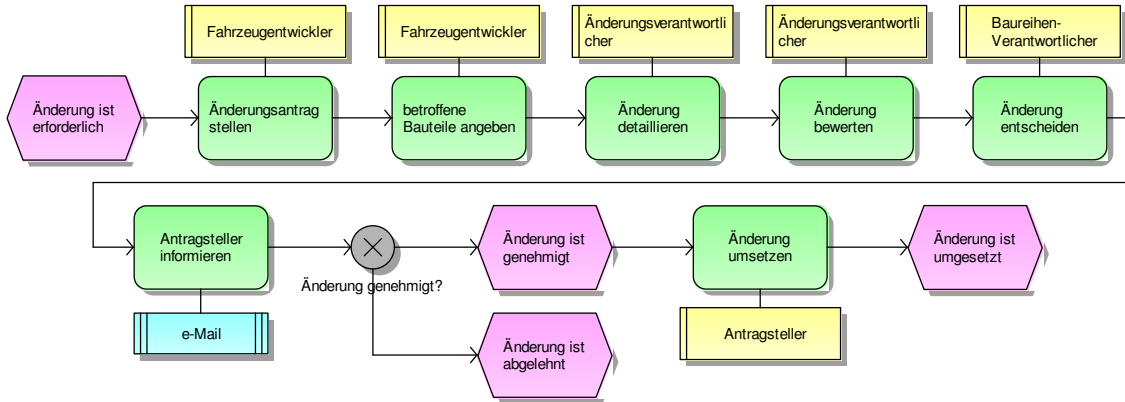 Fahrzeugentwickler
Fahrzeugentwickler
Änderungsverantwortli
cher
Änderungsverantwortli
cher
Baureihen-
Verantwortlicher
Änderung ist
erforderlich
Änderungsantrag
stellen
betroffene
Bauteile angeben
Änderung
detaillieren
Änderung
bewerten
Änderung
entscheiden
Antragsteller
informieren
e-Mail
Änderung genehmigt?
Änderung ist
genehmigt
Änderung ist
abgelehnt
Änderung
umsetzen
Antragsteller
Änderung ist
umgesetzt